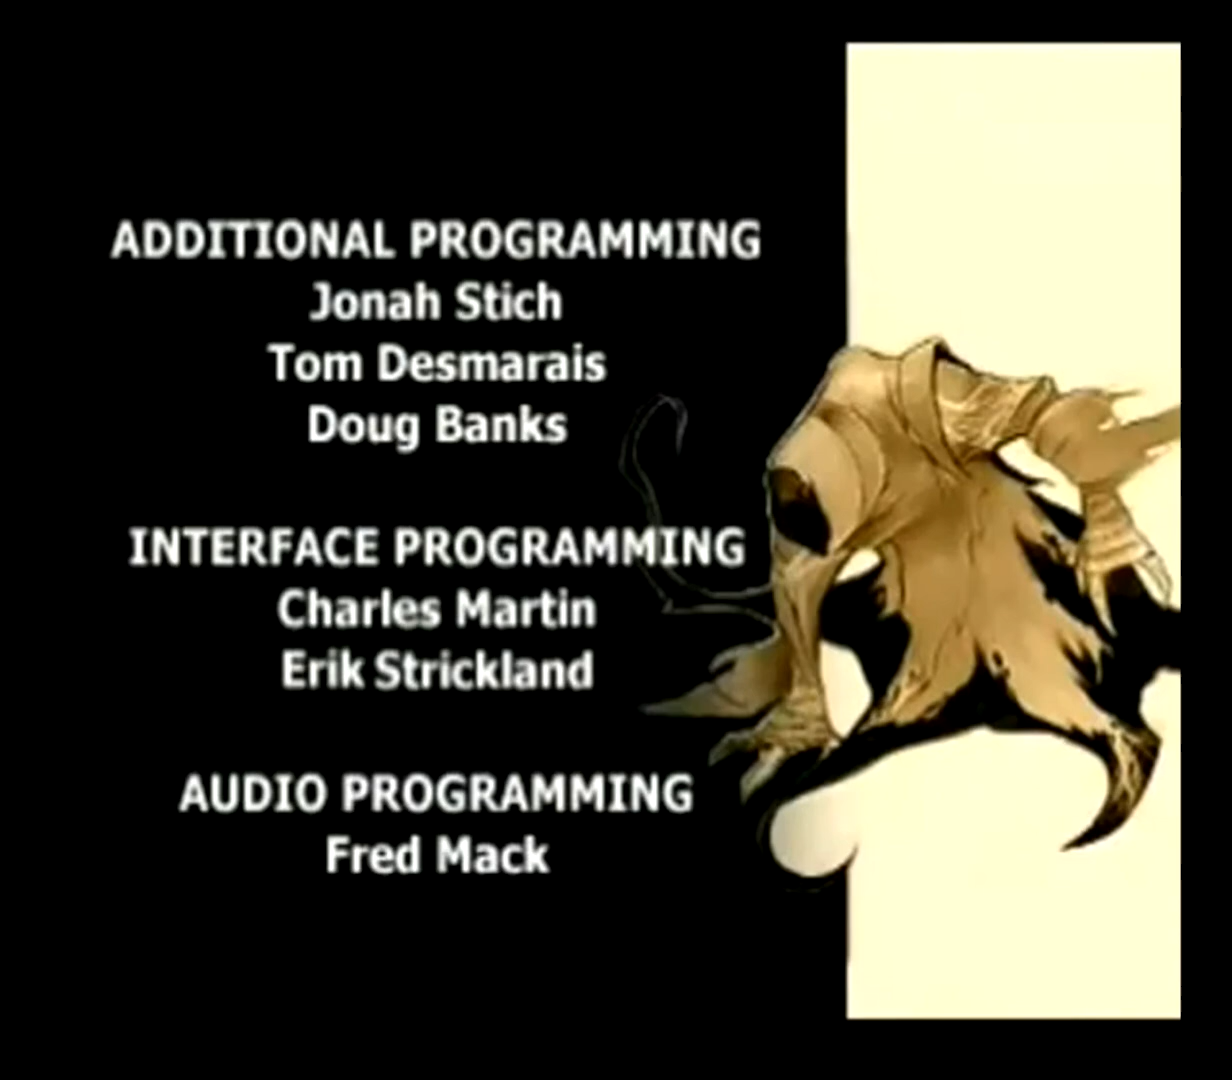 ADDITIONAL PROGRAMMING
Jonah Stich
Tom Desmarais
Doug Banks
INTERFACE PROGRAMMING
Charles Martin
Erik Strickland
AUDIO PROGRAMMING
Fred Mack